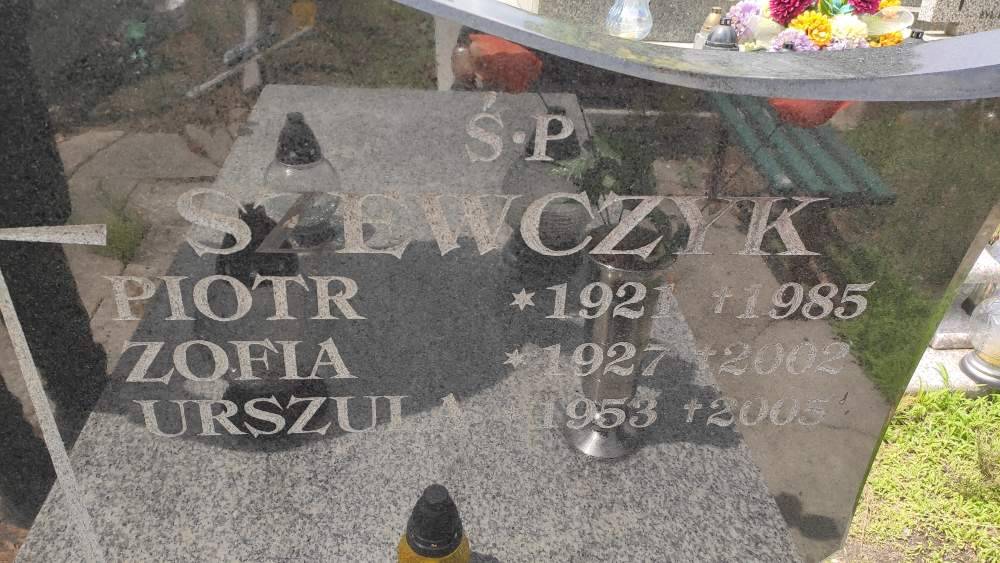 Ś·P
SZEWCZYK
PIOTR *1921 †1985
ZOFIA *1927 †2002
URSZULA 1953 †2005